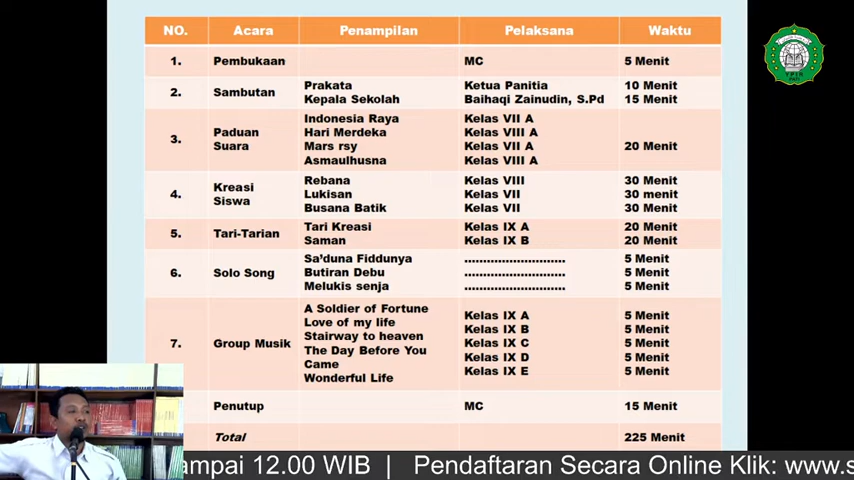 NO. Acara Penampilan Pelaksana Waktu
1. Pembukaan MC 5 Menit
2. Sambutan Prakata Ketua Panitia 10 Menit
Kepala Sekolah Baihaqi Zainudin, S.Pd 15 Menit
3. Paduan Suara Indonesia Raya Kelas VII A
Hari Merdeka Kelas VIII A
Mars rsy Kelas VII A 20 Menit
Asmaulhusna Kelas VIII A
4. Kreasi Siswa Rebana Kelas VIII 30 Menit
Lukisan Kelas VII 30 menit
Busana Batik Kelas VII 30 Menit
5. Tari-Tarian Tari Kreasi Kelas IX A 20 Menit
Saman Kelas IX B 20 Menit
6. Solo Song Sa'duna Fiddunya ........................... 5 Menit
Butiran Debu ........................... 5 Menit
Melukis senja ........................... 5 Menit
7. Group Musik A Soldier of Fortune Kelas IX A 5 Menit
Love of my life Kelas IX B 5 Menit
Stairway to heaven Kelas IX C 5 Menit
The Day Before You Came Kelas IX D 5 Menit
Wonderful Life Kelas IX E 5 Menit
Penutup MC 15 Menit
Total 225 Menit
ampai 12.00 WIB | Pendaftaran Secara Online Klik: www.s